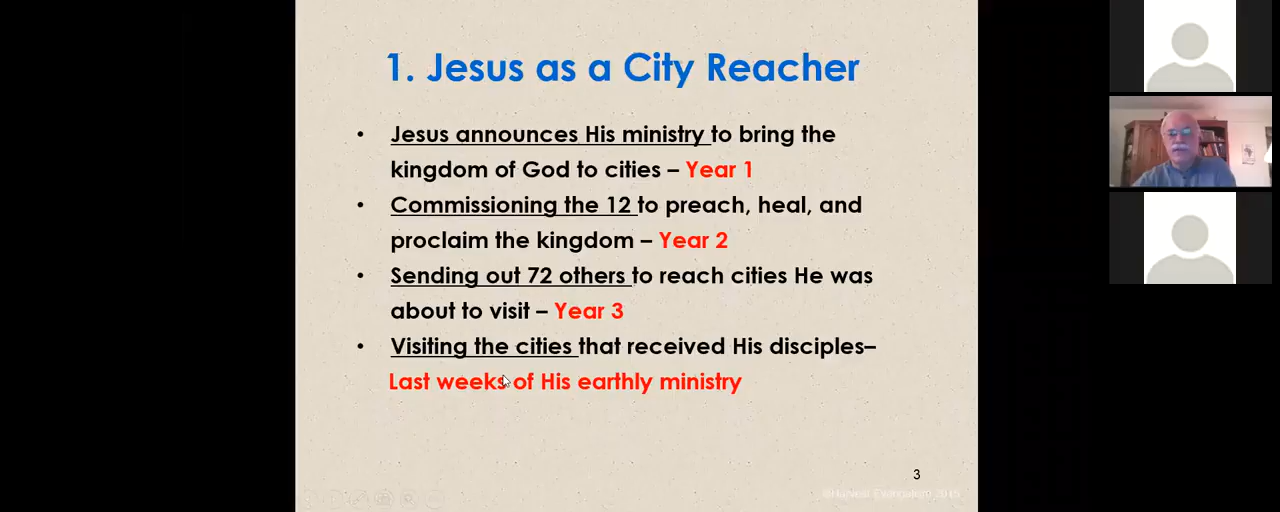 1. Jesus as a City Reacher
• Jesus announces His ministry to bring the
kingdom of God to cities – Year 1
• Commissioning the 12 to preach, heal, and
proclaim the kingdom – Year 2
• Sending out 72 others to reach cities He was
about to visit – Year 3
• Visiting the cities that received His disciples–
Last weeks of His earthly ministry
3